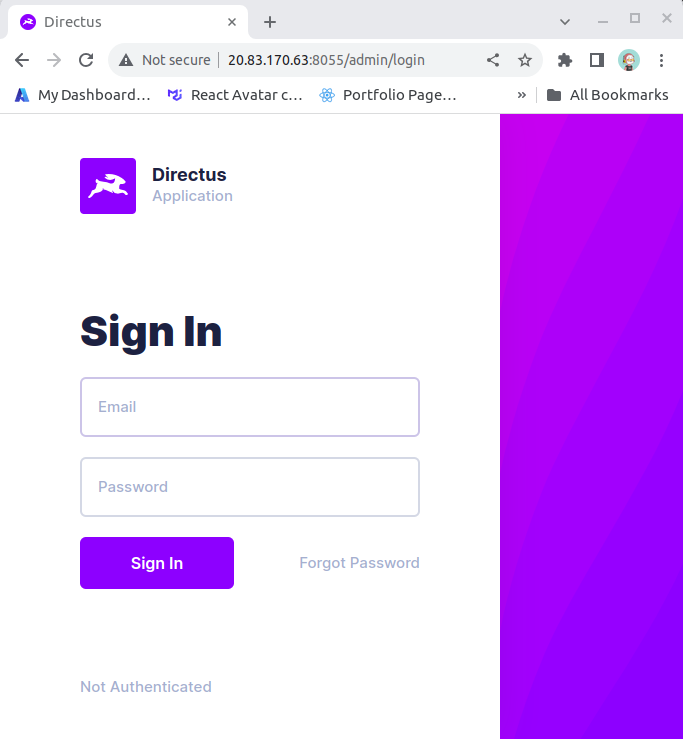 Directus
Not secure 20.83.170.63:8055/admin/login
My Dashboard... React Avatar c... Portfolio Page... » All Bookmarks
Directus
Application
Sign In
Email
Password
Sign In Forgot Password
Not Authenticated